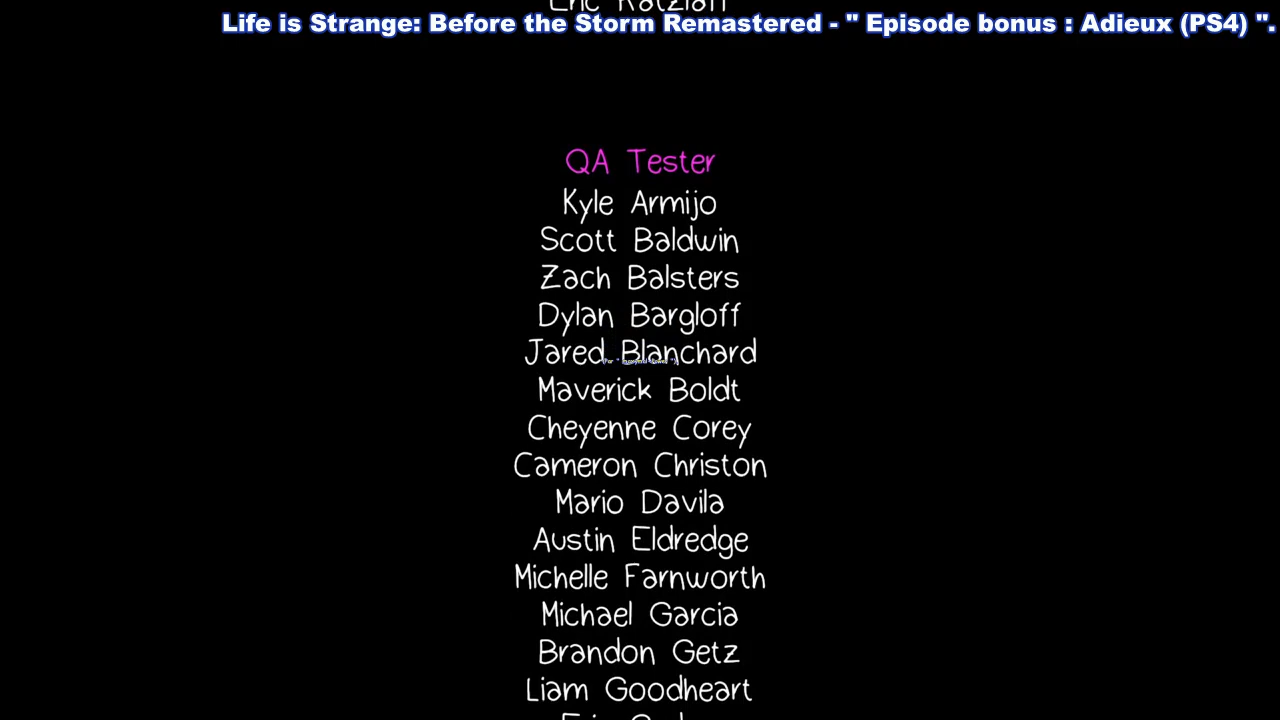 Life is Strange: Before the Storm Remastered - " Episode bonus : Adieux (PS4) ".
QA Tester
Kyle Armijo
Scott Baldwin
Zach Balsters
Dylan Bargloff
Jared Blanchard
Maverick Boldt
Cheyenne Corey
Cameron Christon
Mario Davila
Austin Eldredge
Michelle Farnworth
Michael Garcia
Brandon Getz
Liam Goodheart